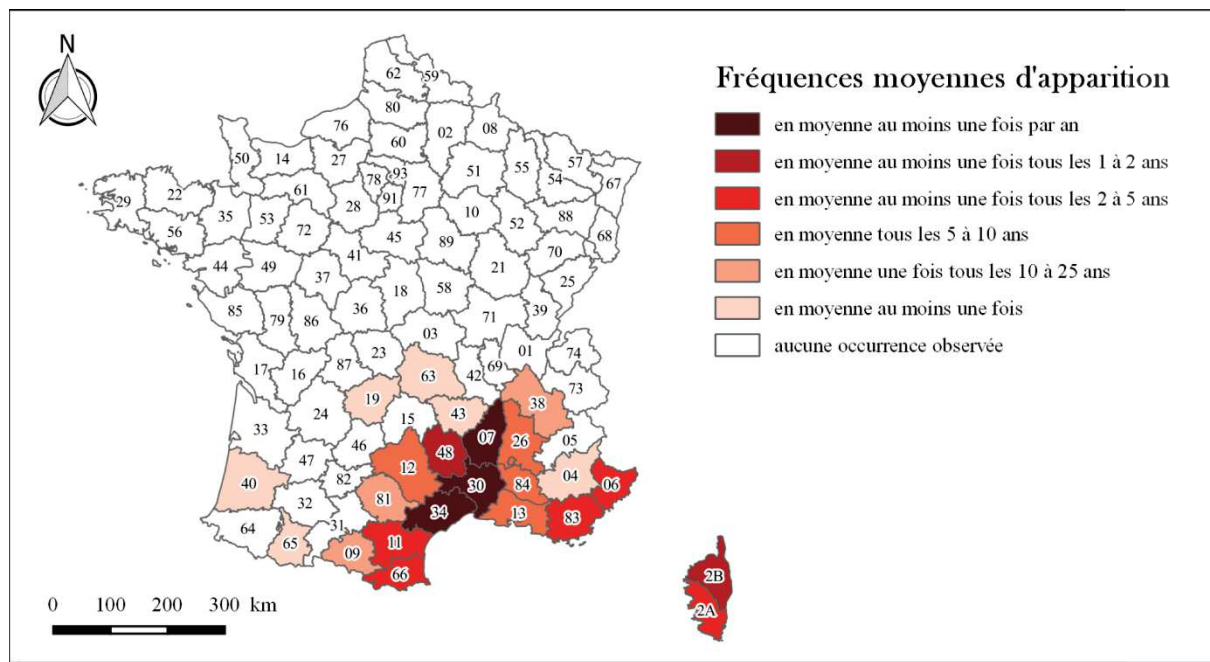 N
Fréquences moyennes d'apparition
en moyenne au moins une fois par an
en moyenne au moins une fois tous les 1 à 2 ans
en moyenne au moins une fois tous les 2 à 5 ans
en moyenne tous les 5 à 10 ans
en moyenne une fois tous les 10 à 25 ans
en moyenne au moins une fois
aucune occurrence observée
62 59
80
76 02 08
60
50 14 27 93 51 55 57
78 54 67
61 91 77
29 22 28 10 88
35 53 52 68
56 72 45 89 70
41
44 49 37 21 25
18 58
85 79 86 36 39
71
03
17 16 87 23 01 74
42 69
63 73
19 38
24 43
33 15 07 26 05
46 48
47 12 04
40 82 30 84 06
81
32 34 13 83
64 31
65 09 11
66
2B
2A
0 100 200 300 km